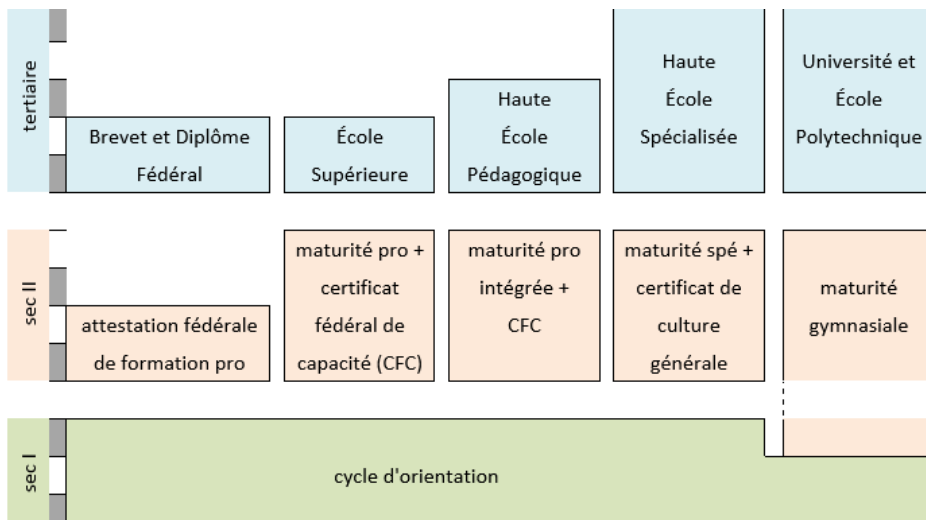 tertiaire
Brevet et Diplôme
Fédéral
École
Supérieure
Haute
École
Pédagogique
Haute
École
Spécialisée
Université et
École
Polytechnique
sec II
attestation fédérale
de formation pro
maturité pro +
certificat
fédéral de
capacité (CFC)
maturité pro
intégrée +
CFC
maturité spé +
certificat de
culture
générale
maturité
gymnasiale
sec I
cycle d'orientation